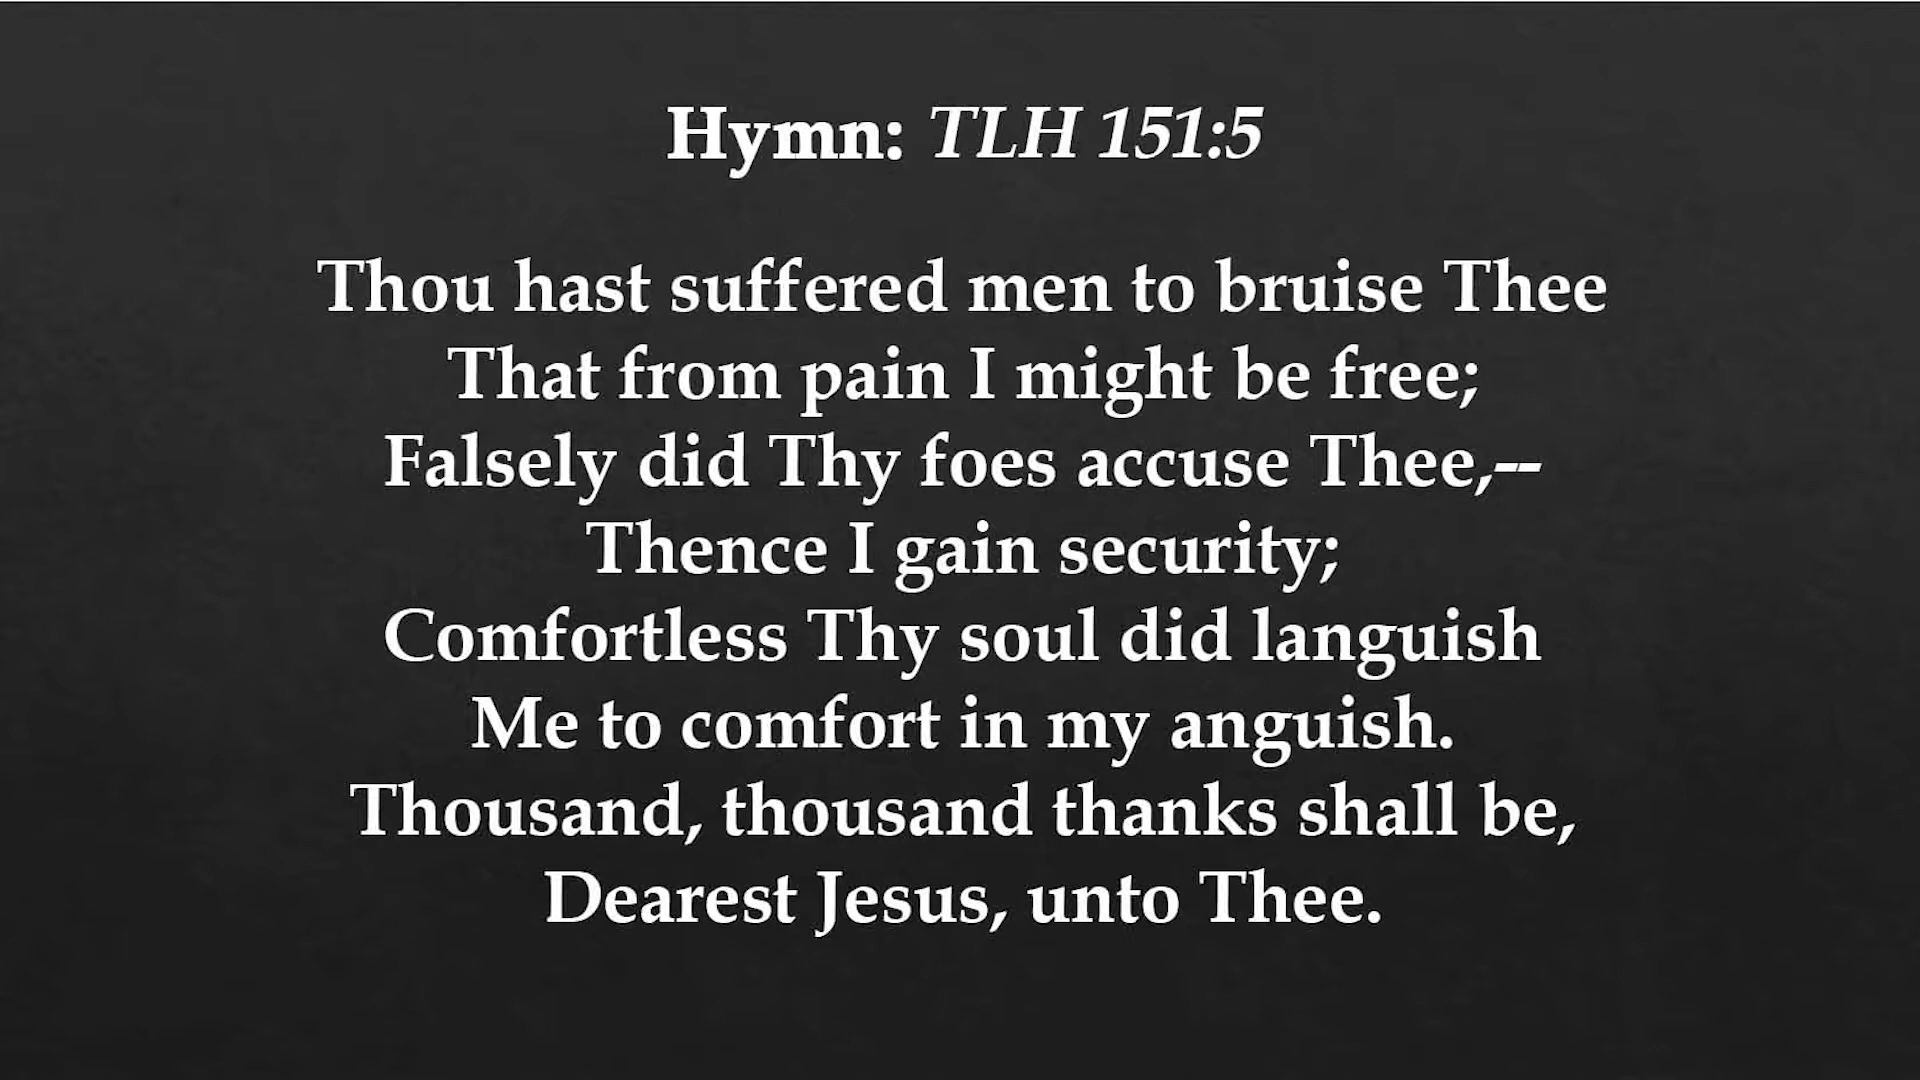 Hymn: TLH 151:5
Thou hast suffered men to bruise Thee
That from pain I might be free;
Falsely did Thy foes accuse Thee,--
Thence I gain security;
Comfortless Thy soul did languish
Me to comfort in my anguish.
Thousand, thousand thanks shall be,
Dearest Jesus, unto Thee.